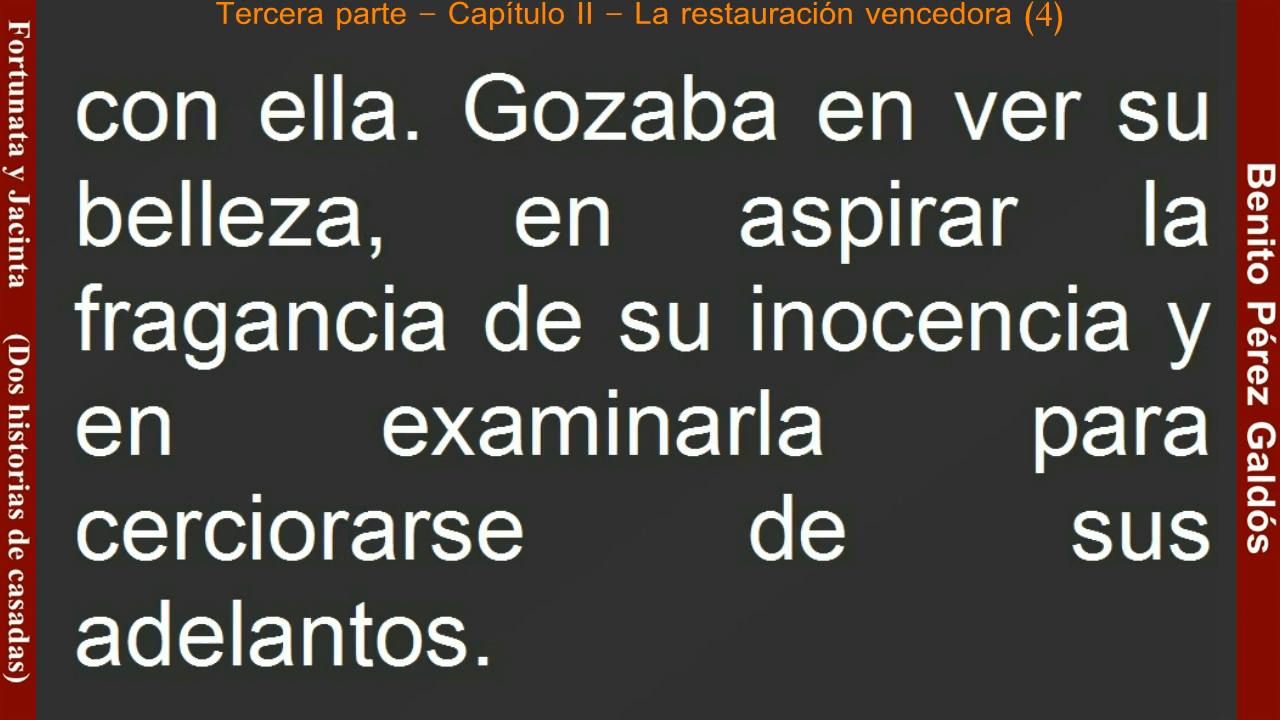 Tercera parte – Capítulo II – La restauración vencedora (4)
Fortunata y Jacinta (Dos historias de casadas)
con ella. Gozaba en ver su
belleza, en aspirar la
fragancia de su inocencia y
en examinarla para
cerciorarse de sus
adelantos.
Benito Pérez Galdós